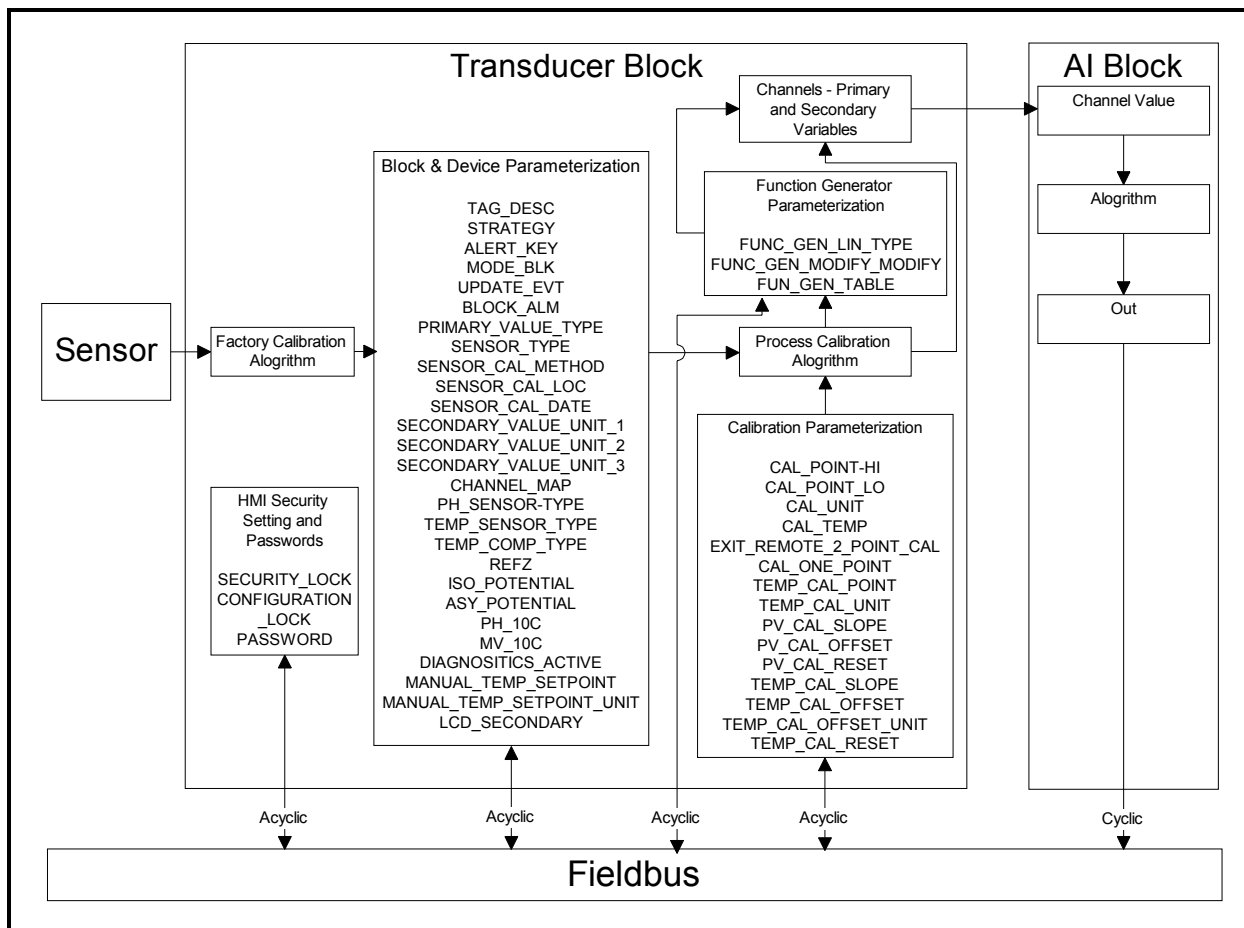 Transducer Block
AI Block
Sensor
Factory Calibration
Alogrithm
HMI Security
Setting and
Passwords
SECURITY_LOCK
CONFIGURATION
_LOCK
PASSWORD
Block & Device Parameterization
TAG_DESC
STRATEGY
ALERT_KEY
MODE_BLK
UPDATE_EVT
BLOCK_ALM
PRIMARY_VALUE_TYPE
SENSOR_TYPE
SENSOR_CAL_METHOD
SENSOR_CAL_LOC
SENSOR_CAL_DATE
SECONDARY_VALUE_UNIT_1
SECONDARY_VALUE_UNIT_2
SECONDARY_VALUE_UNIT_3
CHANNEL_MAP
PH_SENSOR-TYPE
TEMP_SENSOR_TYPE
TEMP_COMP_TYPE
REFZ
ISO_POTENTIAL
ASY_POTENTIAL
PH_10C
MV_10C
DIAGNOSITICS_ACTIVE
MANUAL_TEMP_SETPOINT
MANUAL_TEMP_SETPOINT_UNIT
LCD_SECONDARY
Channels - Primary
and Secondary
Variables
Function Generator
Parameterization
FUNC_GEN_LIN_TYPE
FUNC_GEN_MODIFY_MODIFY
FUN_GEN_TABLE
Process Calibration
Alogrithm
Calibration Parameterization
CAL_POINT-HI
CAL_POINT_LO
CAL_UNIT
CAL_TEMP
EXIT_REMOTE_2_POINT_CAL
CAL_ONE_POINT
TEMP_CAL_POINT
TEMP_CAL_UNIT
PV_CAL_SLOPE
PV_CAL_OFFSET
PV_CAL_RESET
TEMP_CAL_SLOPE
TEMP_CAL_OFFSET
TEMP_CAL_OFFSET_UNIT
TEMP_CAL_RESET
Channel Value
Alogrithm
Out
Acyclic
Acyclic
Acyclic
Acyclic
Cyclic
Fieldbus